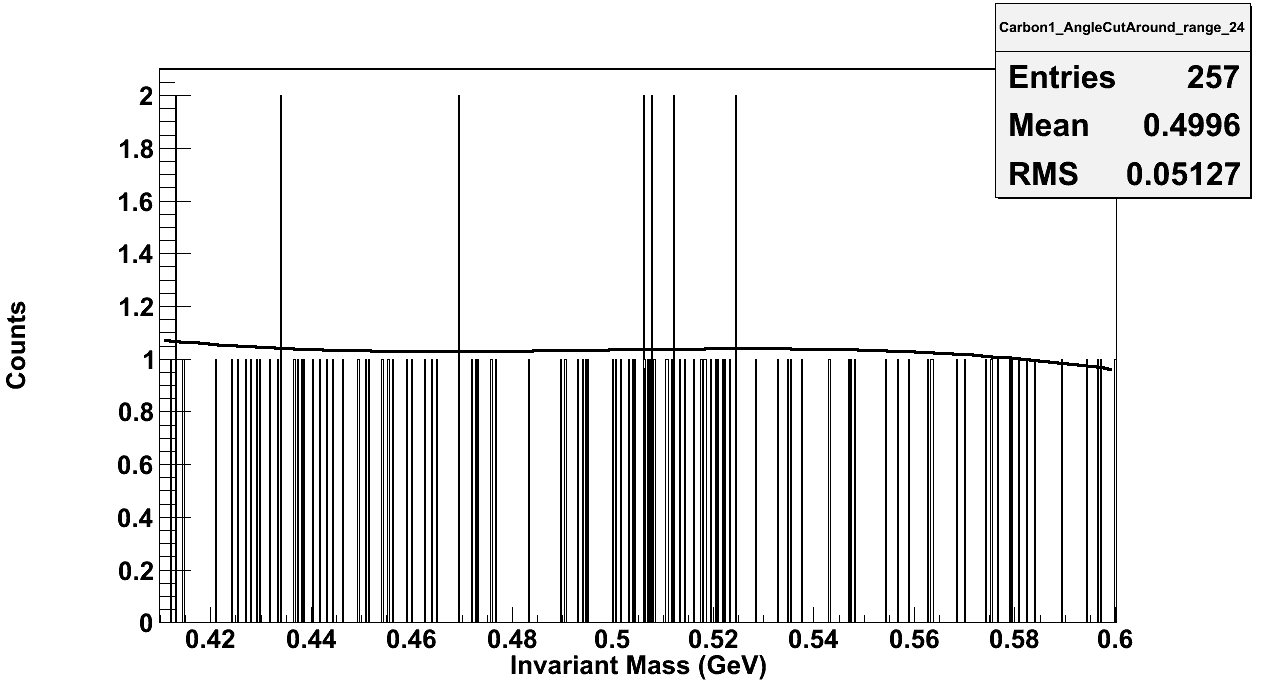 Carbon1_AngleCutAround_range_24
Entries 257
Mean 0.4996
RMS 0.05127
Counts
2
1.8
1.6
1.4
1.2
1
0.8
0.6
0.4
0.2
0
0.42 0.44 0.46 0.48 0.5 0.52 0.54 0.56 0.58 0.6
Invariant Mass (GeV)